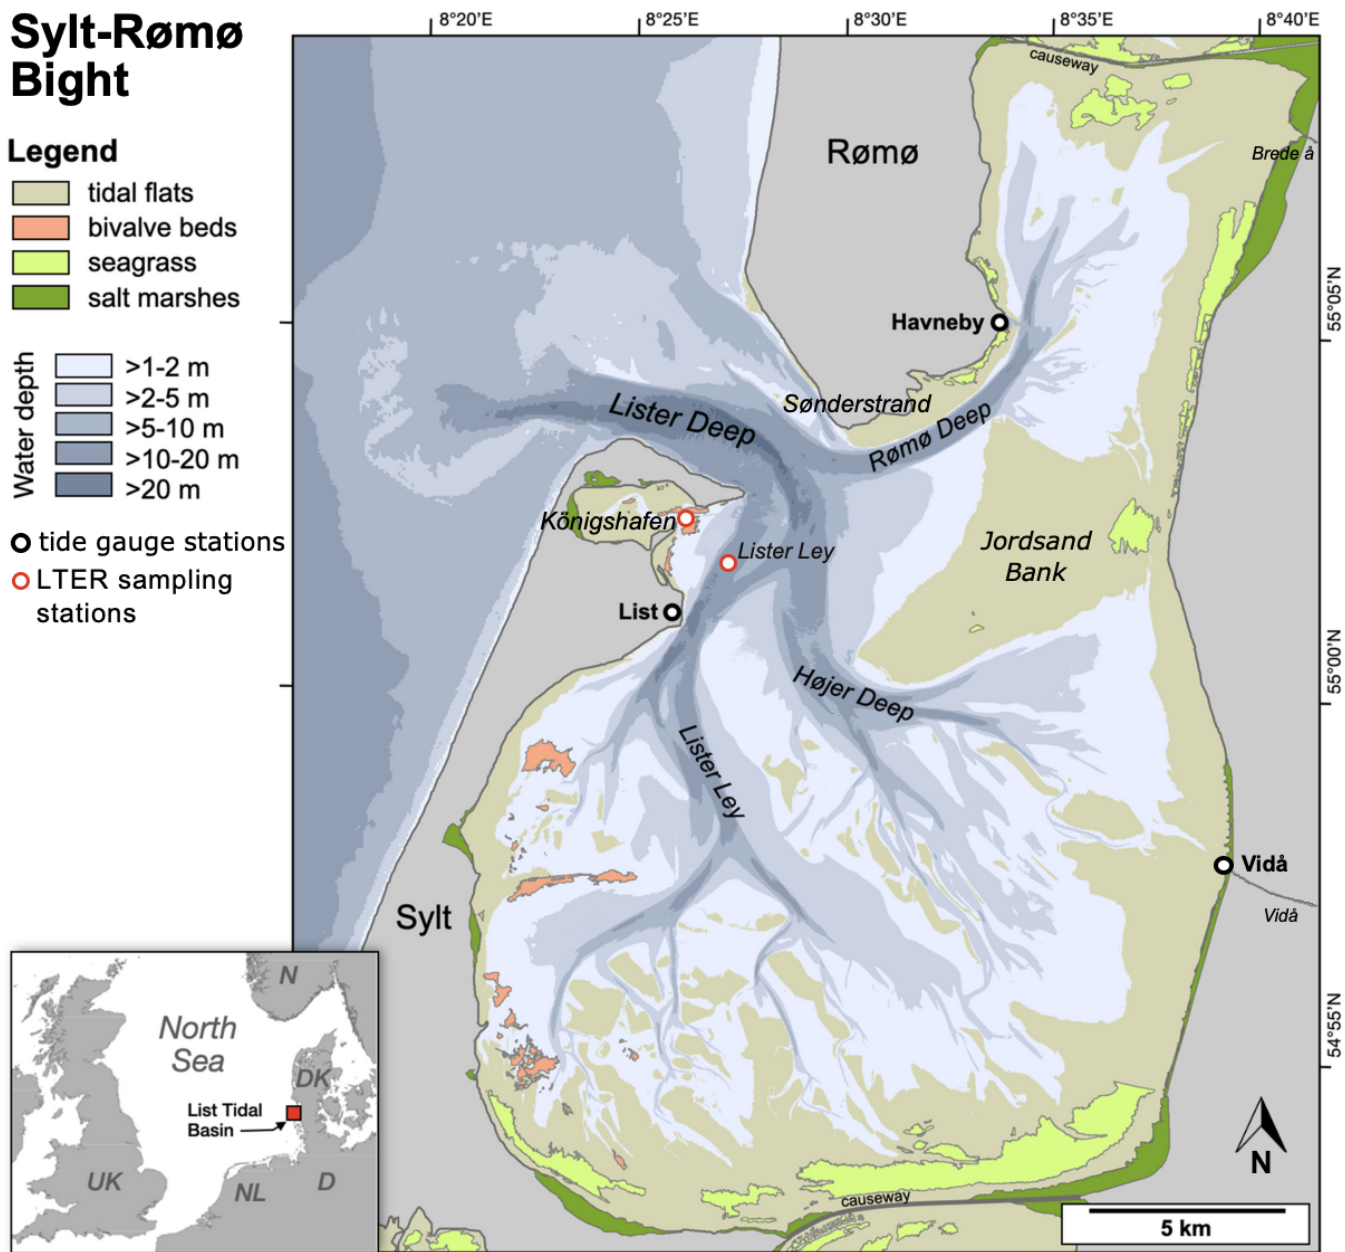 Sylt-Rømø
Bight
Legend
tidal flats
bivalve beds
seagrass
salt marshes
Water depth
>1-2 m
>2-5 m
>5-10 m
>10-20 m
>20 m
tide gauge stations
LTER sampling
stations
8°20'E
8°25'E
8°30'E
8°35'E
8°40'E
causeway
Rømø
Brede å
55°05'N
Havneby
Sønderstrand
Lister Deep
Rømø Deep
Königshafen
Lister Ley
Jordsand
Bank
List
55°00'N
Højer Deep
Lister Ley
Vidå
Vidå
Sylt
54°55'N
N
North
Sea
DK
List Tidal
Basin
UK
NL
D
causeway
N
5 km